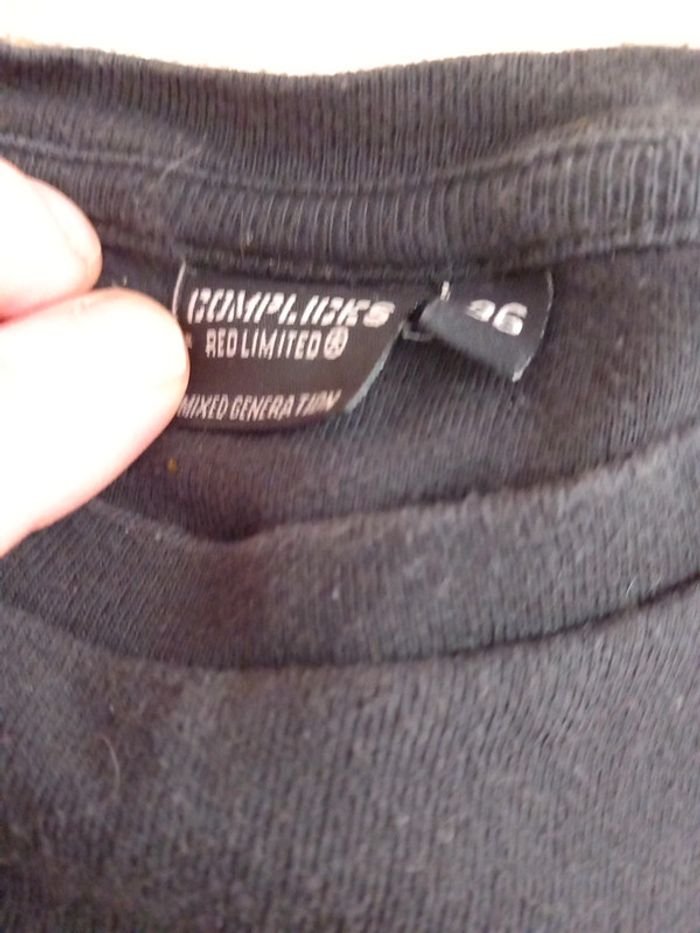 COMPLICES
RED LIMITED
MIXED GENERATION
36